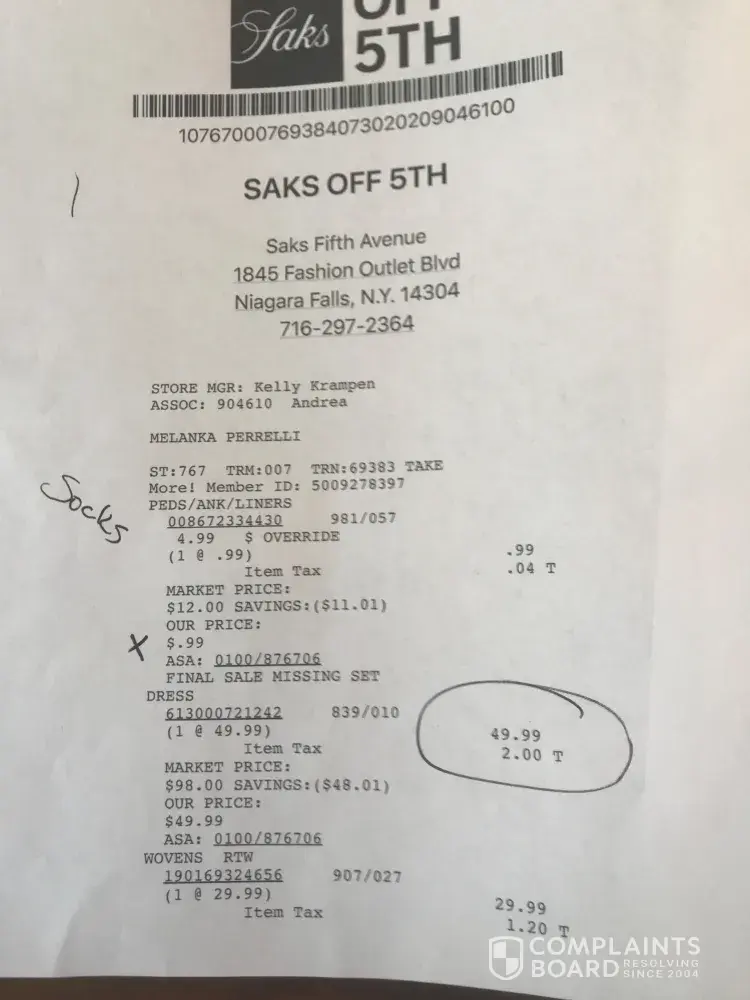 Saks OFF
5TH
1076700076938407302020904​6100
SAKS OFF 5TH
Saks Fifth Avenue
1845 Fashion Outlet Blvd
Niagara Falls, N.Y. 14304
716-297-2364
STORE MGR: Kelly Krampen
ASSOC: 904610 Andrea
MELANKA PERRELLI
ST:767 TRM:007 TRN:69383 TAKE
More! Member ID: 5009278397
Socks
PEDS/ANK/LINERS
008672334430 981/057
4.99 $ OVERRIDE
(1 @ .99) .99
Item Tax .04 T
MARKET PRICE:
$12.00 SAVINGS:($11.01)
OUR PRICE:
X $.99
ASA: 0100/876706
FINAL SALE MISSING SET
DRESS
613000721242 839/010
(1 @ 49.99) 49.99
Item Tax 2.00 T
MARKET PRICE:
$98.00 SAVINGS:($48.01)
OUR PRICE:
$49.99
ASA: 0100/876706
WOVENS RTW
190169324656 907/027
(1 @ 29.99) 29.99
Item Tax 1.20 T
COMPLAINTS
BOARD RESOLVING
SINCE 2004